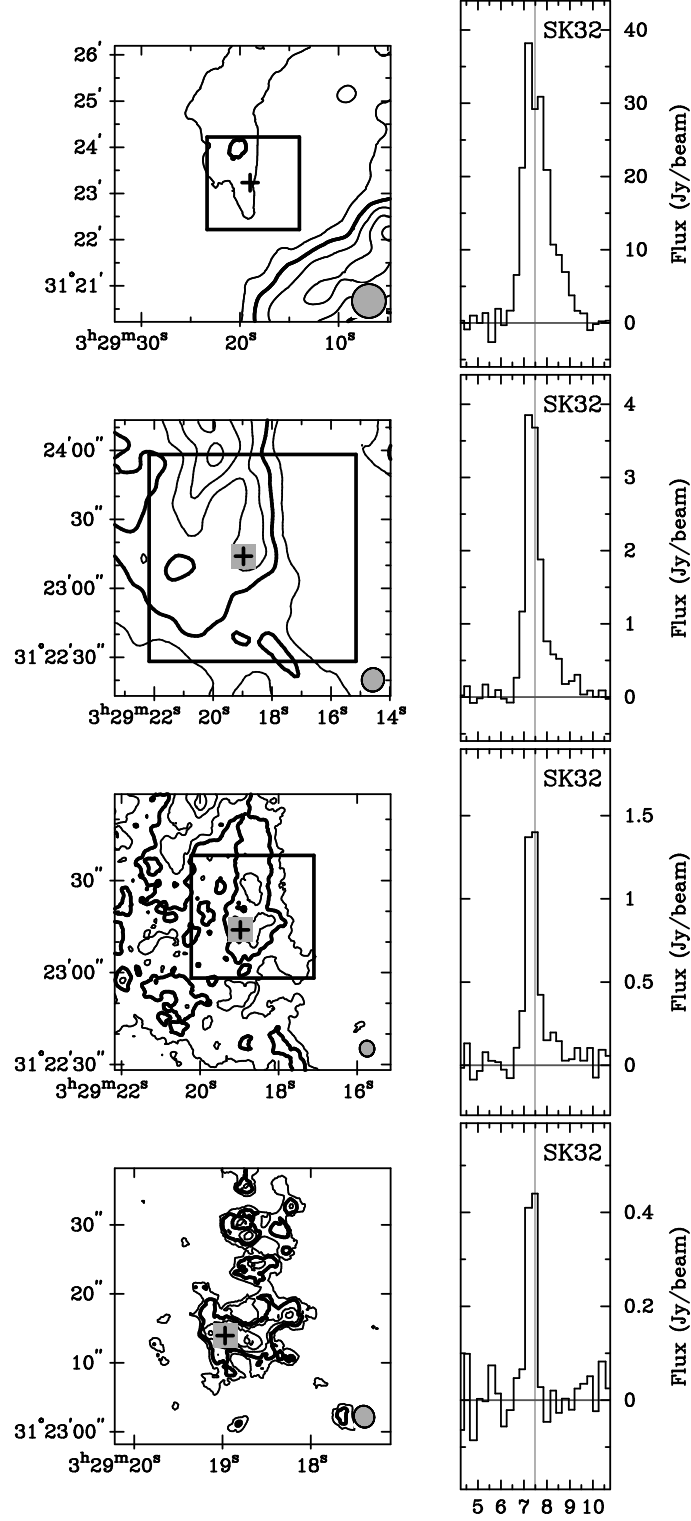 SK32
26′
25′
24′
23′
22′
31°21′
3ʰ29ᵐ30ˢ 20ˢ 10ˢ
40
30
20
10
0
Flux (Jy/beam)
SK32
24′00″
30″
23′00″
31°22′30″
3ʰ29ᵐ22ˢ 20ˢ 18ˢ 16ˢ 14ˢ
4
3
2
1
0
Flux (Jy/beam)
SK32
30″
23′00″
31°22′30″
3ʰ29ᵐ22ˢ 20ˢ 18ˢ 16ˢ
1.5
1
0.5
0
Flux (Jy/beam)
SK32
30″
20″
10″
31°23′00″
3ʰ29ᵐ20ˢ 19ˢ 18ˢ
0.4
0.2
0
Flux (Jy/beam)
5 6 7 8 9 10